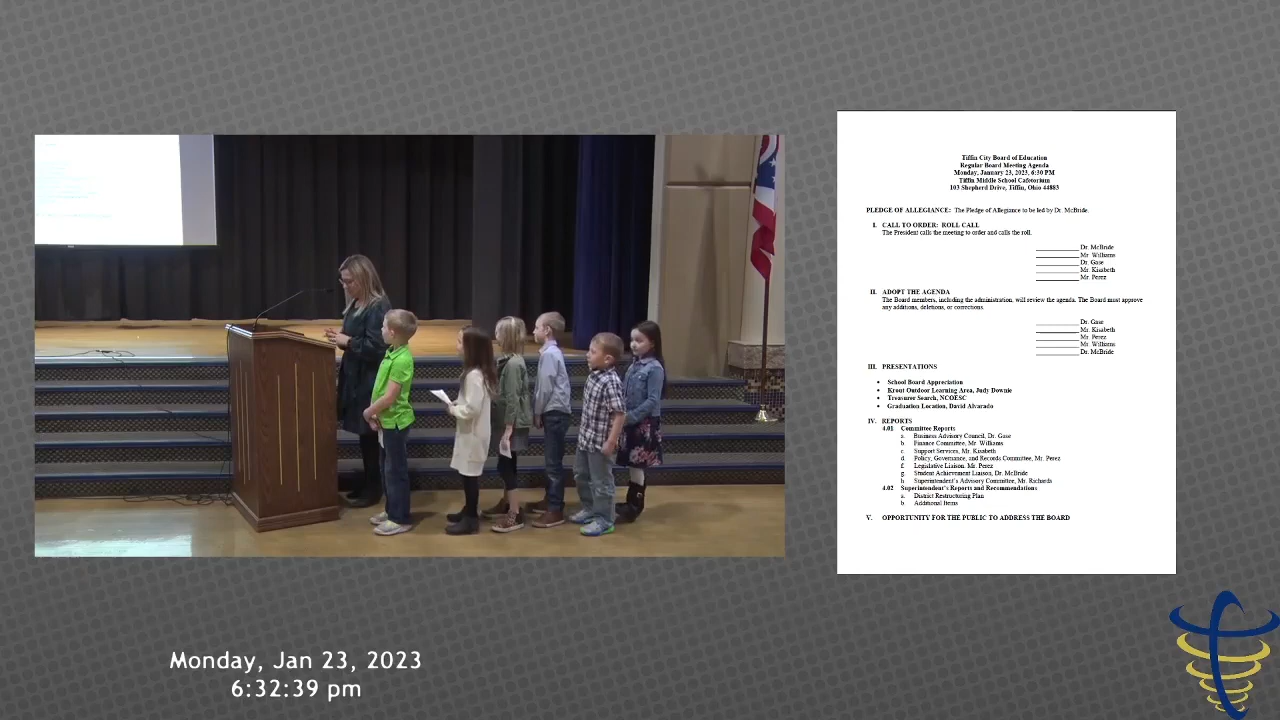 Tiffin City Board of Education
Regular Board Meeting Agenda
Monday, January 23, 2023, 6:30 PM
Tiffin Middle School Cafetorium
103 Shepherd Drive, Tiffin, Ohio 44883
PLEDGE OF ALLEGIANCE: The Pledge of Allegiance to be led by Dr. McBride.
I. CALL TO ORDER: ROLL CALL
The President calls the meeting to order and calls the roll.
Dr. McBride
Mr. Williams
Dr. Gase
Mr. Kisabeth
Mr. Perez
II. ADOPT THE AGENDA
The Board members, including the administration, will review the agenda. The Board must approve
any additions, deletions, or corrections.
Dr. Gase
Mr. Kisabeth
Mr. Perez
Mr. Williams
Dr. McBride
III. PRESENTATIONS
• School Board Appreciation
• Krout Outdoor Learning Area, Judy Downie
• Treasurer Search, NCOESC
• Graduation Location, David Alvarado
IV. REPORTS
4.01 Committee Reports
a. Business Advisory Council, Dr. Gase
b. Finance Committee, Mr. Williams
c. Support Services, Mr. Kisabeth
d. Policy, Governance, and Records Committee, Mr. Perez
f. Legislative Liaison, Mr. Perez
g. Student Achievement Liaison, Dr. McBride
h. Superintendent's Advisory Committee, Mr. Richards
4.02 Superintendent's Reports and Recommendations
a. District Restructuring Plan
b. Additional Items
V. OPPORTUNITY FOR THE PUBLIC TO ADDRESS THE BOARD
Monday, Jan 23, 2023
6:32:39 pm